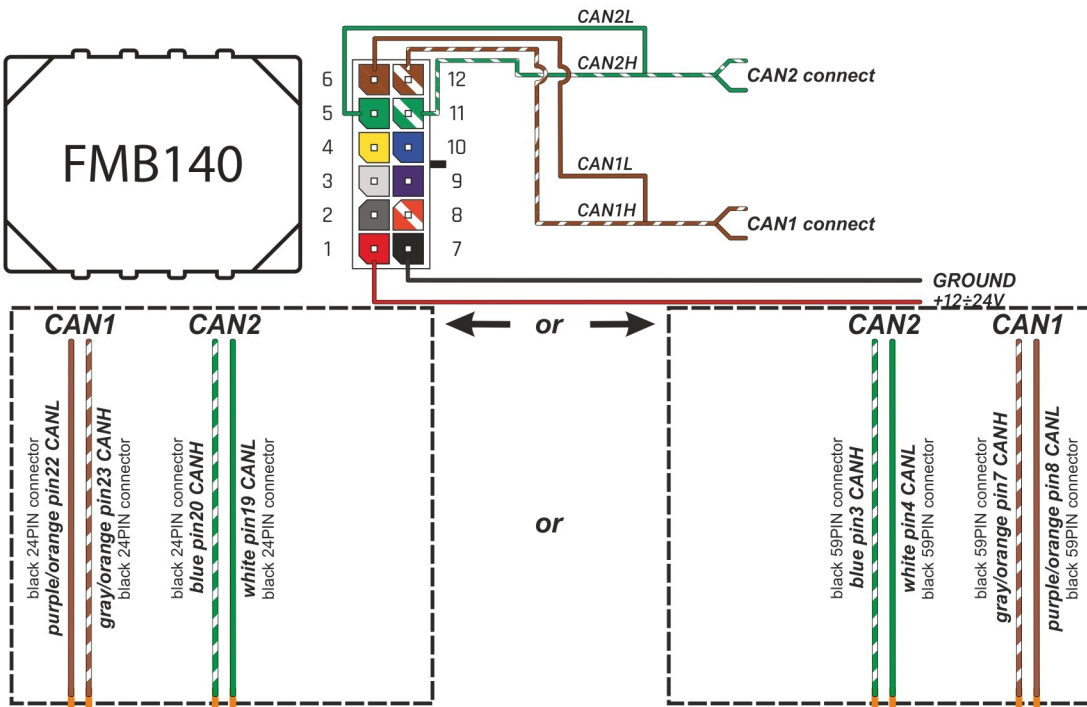 CAN2L
CAN2H
CAN2 connect
6
12
5
11
4
10
3
9
2
8
1
7
FMB140
CAN1L
CAN1H
CAN1 connect
GROUND
+12÷24V
CAN1
CAN2
or
CAN2
CAN1
black 24PIN connector
purple/orange pin22 CANL
gray/orange pin23 CANH
black 24PIN connector
black 24PIN connector
blue pin20 CANH
white pin19 CANL
black 24PIN connector
or
black 59PIN connector
blue pin3 CANH
white pin4 CANL
black 59PIN connector
black 59PIN connector
gray/orange pin7 CANH
purple/orange pin8 CANL
black 59PIN connector